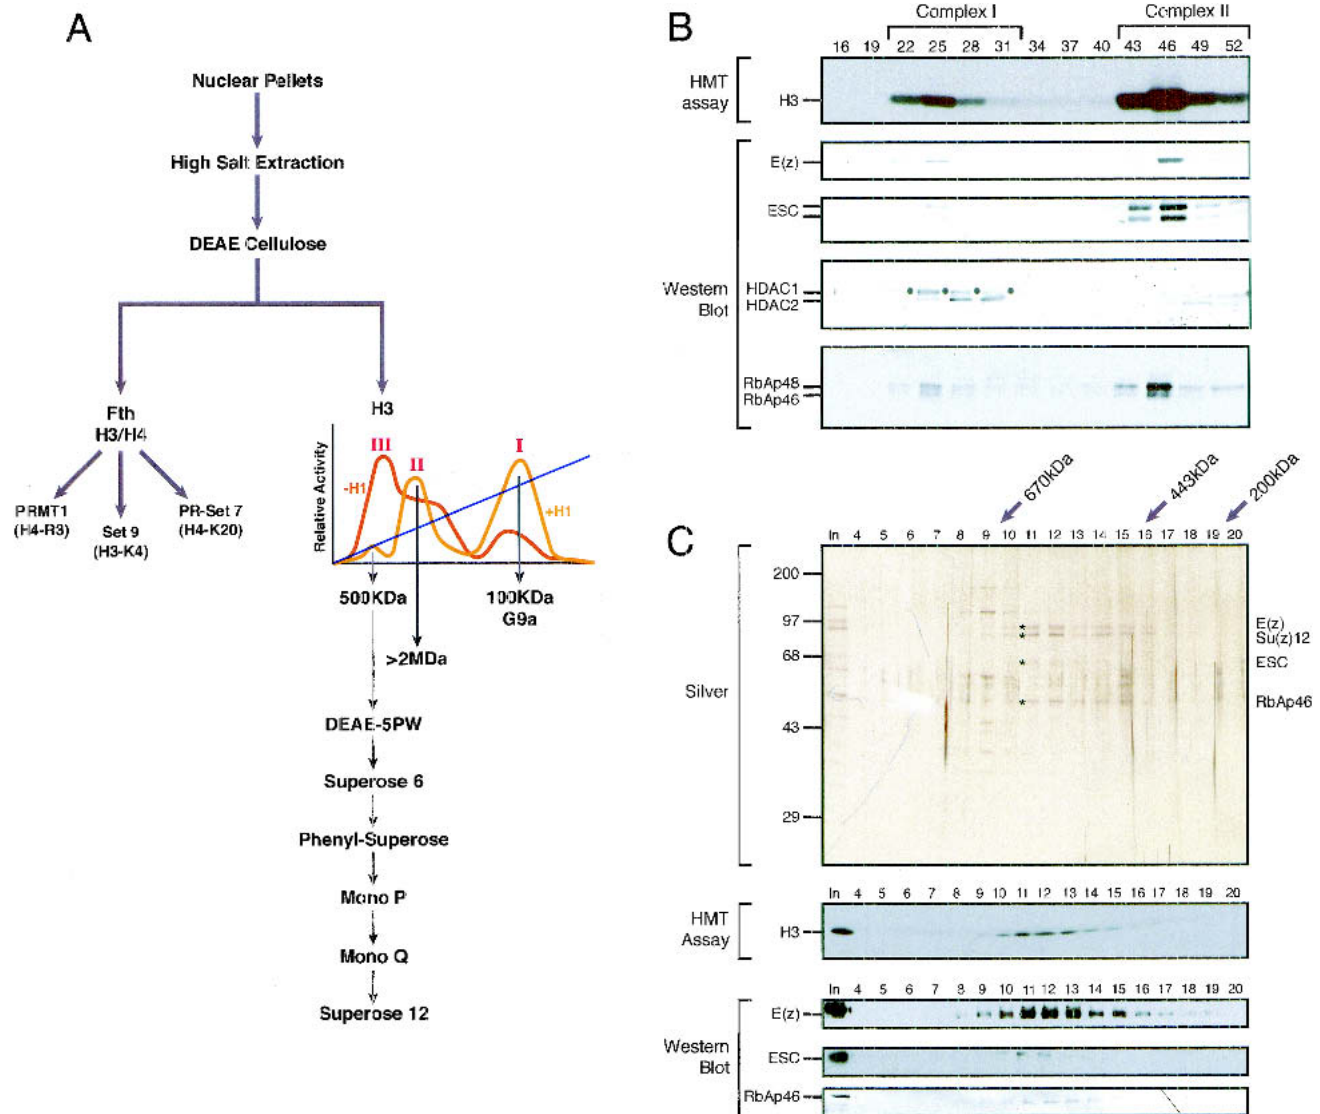 A
Nuclear Pellets
High Salt Extraction
DEAE Cellulose
Fth
H3/H4
H3
PRMT1
(H4-R3)
Set 9
(H3-K4)
PR-Set 7
(H4-K20)
Relative Activity
III
II
I
-H1
+H1
500KDa
>2MDa
100KDa
G9a
DEAE-5PW
Superose 6
Phenyl-Superose
Mono P
Mono Q
Superose 12
B
Complex I
Complex II
16 19 22 25 28 31 34 37 40 43 46 49 52
HMT
assay
H3
Western
Blot
E(z)
ESC
HDAC1
HDAC2
RbAp48
RbAp46
C
670kDa
443kDa
200kDa
In 4 5 6 7 8 9 10 11 12 13 14 15 16 17 18 19 20
Silver
200
97
68
43
29
* 
*
*
*
E(z)
Su(z)12
ESC
RbAp46
In 4 5 6 7 8 9 10 11 12 13 14 15 16 17 18 19 20
HMT
Assay
H3
In 4 5 6 7 8 9 10 11 12 13 14 15 16 17 18 19 20
Western
Blot
E(z)
ESC
RbAp46